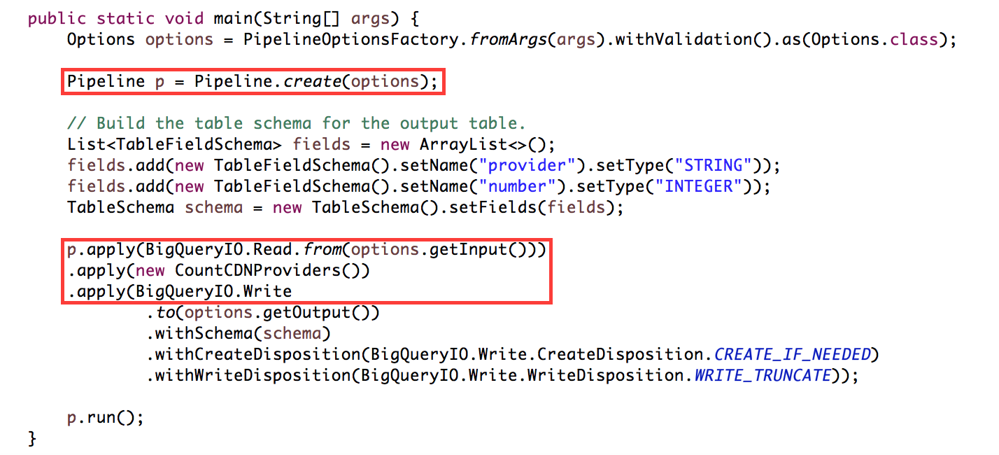 public static void main(String[] args) {
Options options = PipelineOptionsFactory.fromArgs(args).withValidation().as(Options.class);
Pipeline p = Pipeline.create(options);
// Build the table schema for the output table.
List<TableFieldSchema> fields = new ArrayList<>();
fields.add(new TableFieldSchema().setName("provider").setType("STRING"));
fields.add(new TableFieldSchema().setName("number").setType("INTEGER"));
TableSchema schema = new TableSchema().setFields(fields);
p.apply(BigQueryIO.Read.from(options.getInput()))
.apply(new CountCDNProviders())
.apply(BigQueryIO.Write
.to(options.getOutput())
.withSchema(schema)
.withCreateDisposition(BigQueryIO.Write.CreateDisposition.CREATE_IF_NEEDED)
.withWriteDisposition(BigQueryIO.Write.WriteDisposition.WRITE_TRUNCATE));
p.run();
}